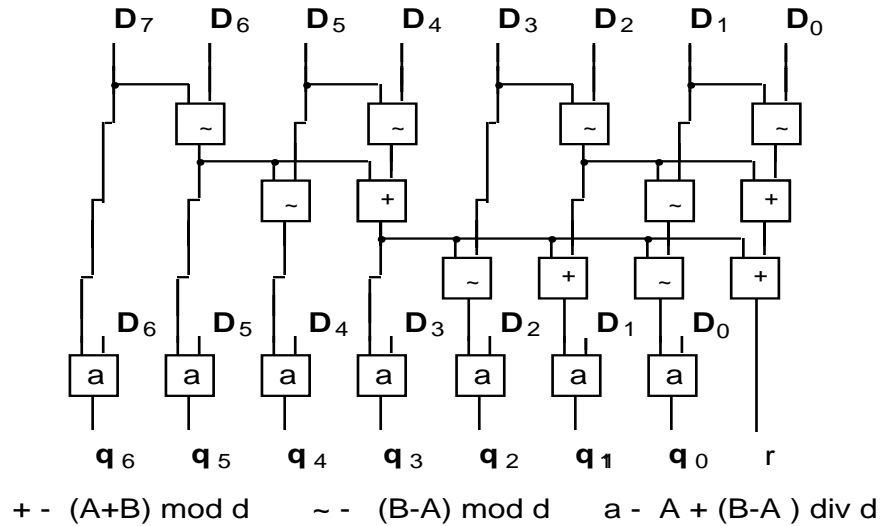 D7 D6 D5 D4 D3 D2 D1 D0
~ ~ ~ ~
~ + ~ +
~ + ~ +
D6 D5 D4 D3 D2 D1 D0
a a a a a a a
q6 q5 q4 q3 q2 q1 q0 r
+ - (A+B) mod d ~ - (B-A) mod d a - A + (B-A ) div d